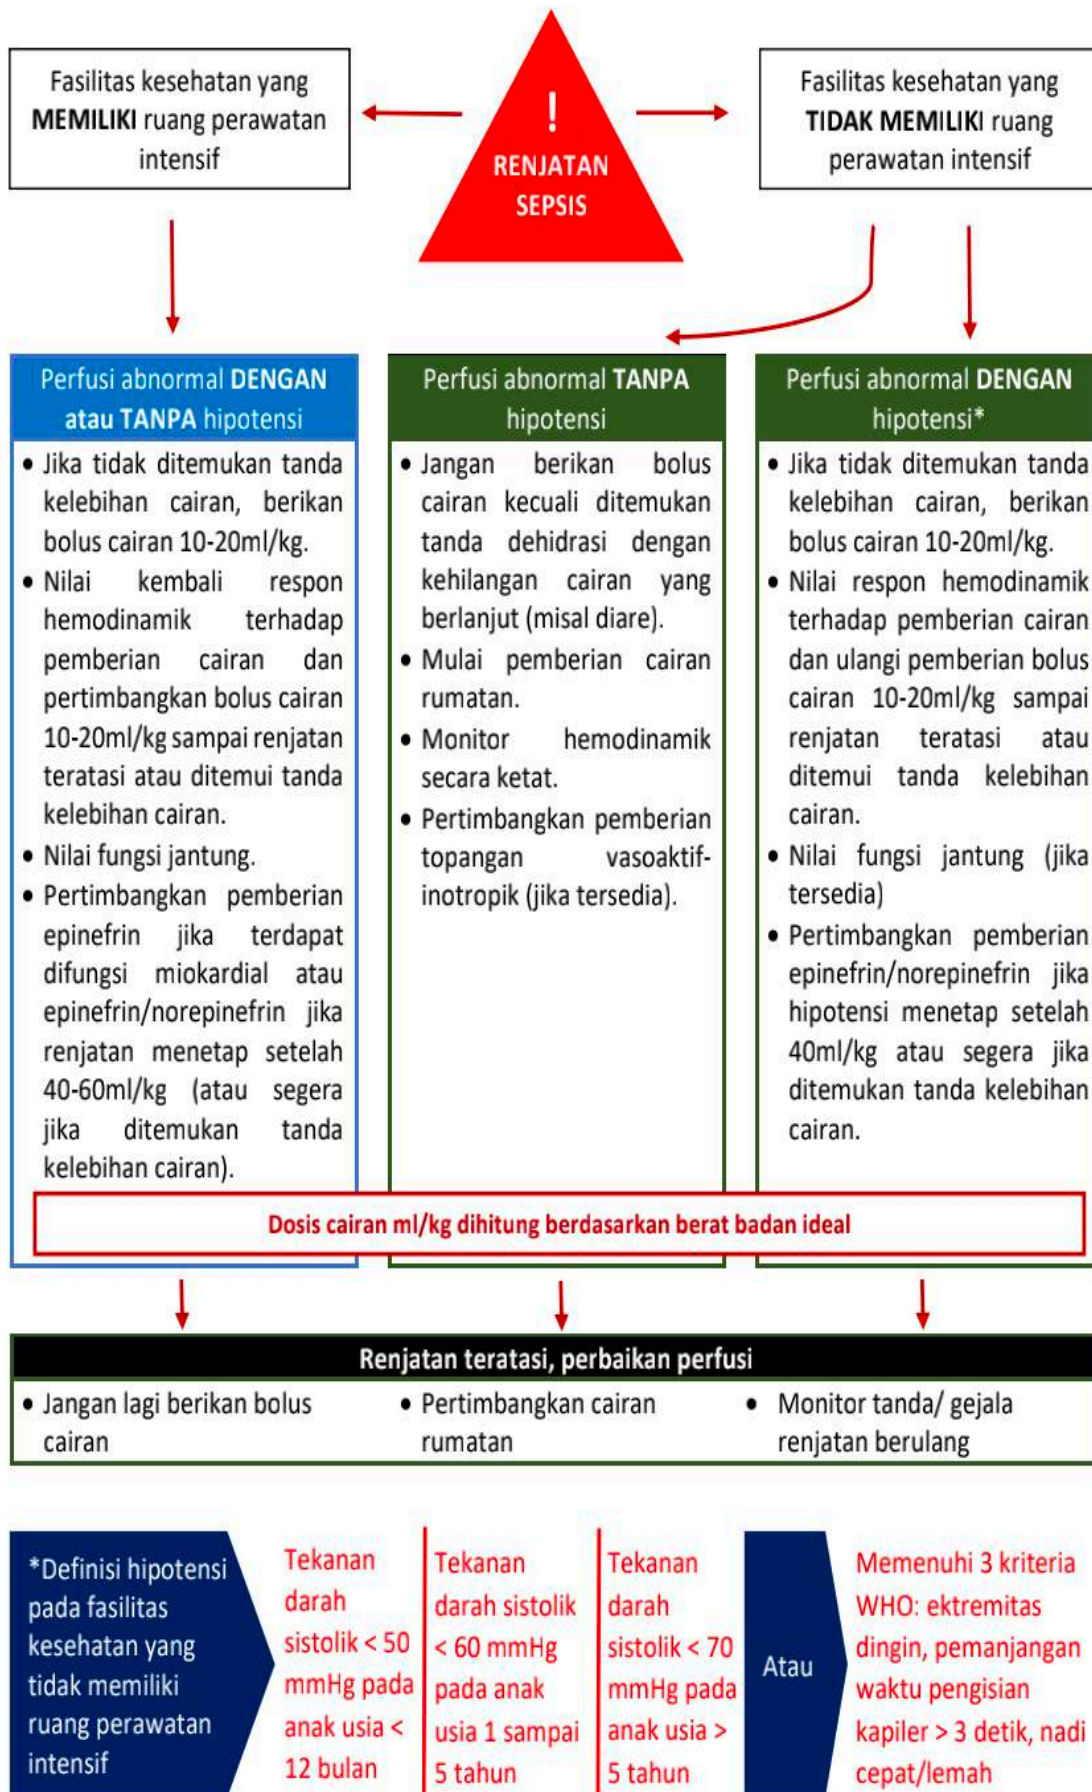 Fasilitas kesehatan yang
MEMILIKI ruang perawatan
intensif
!
RENJATAN
SEPSIS
Fasilitas kesehatan yang
TIDAK MEMILIKI ruang
perawatan intensif
Perfusi abnormal DENGAN
atau TANPA hipotensi
• Jika tidak ditemukan tanda
kelebihan cairan, berikan
bolus cairan 10-20ml/kg.
• Nilai kembali respon
hemodinamik terhadap
pemberian cairan dan
pertimbangkan bolus cairan
10-20ml/kg sampai renjatan
teratasi atau ditemui tanda
kelebihan cairan.
• Nilai fungsi jantung.
• Pertimbangkan pemberian
epinefrin jika terdapat
difungsi miokardial atau
epinefrin/norepinefrin jika
renjatan menetap setelah
40-60ml/kg (atau segera
jika ditemukan tanda
kelebihan cairan).
Perfusi abnormal TANPA
hipotensi
• Jangan berikan bolus
cairan kecuali ditemukan
tanda dehidrasi dengan
kehilangan cairan yang
berlanjut (misal diare).
• Mulai pemberian cairan
rumatan.
• Monitor hemodinamik
secara ketat.
• Pertimbangkan pemberian
topangan vasoaktif-
inotropik (jika tersedia).
Perfusi abnormal DENGAN
hipotensi*
• Jika tidak ditemukan tanda
kelebihan cairan, berikan
bolus cairan 10-20ml/kg.
• Nilai respon hemodinamik
terhadap pemberian cairan
dan ulangi pemberian bolus
cairan 10-20ml/kg sampai
renjatan teratasi atau
ditemui tanda kelebihan
cairan.
• Nilai fungsi jantung (jika
tersedia)
• Pertimbangkan pemberian
epinefrin/norepinefrin jika
hipotensi menetap setelah
40ml/kg atau segera jika
ditemukan tanda kelebihan
cairan.
Dosis cairan ml/kg dihitung berdasarkan berat badan ideal
Renjatan teratasi, perbaikan perfusi
• Jangan lagi berikan bolus
cairan
• Pertimbangkan cairan
rumatan
• Monitor tanda/ gejala
renjatan berulang
*Definisi hipotensi
pada fasilitas
kesehatan yang
tidak memiliki
ruang perawatan
intensif
Tekanan
darah
sistolik < 50
mmHg pada
anak usia <
12 bulan
Tekanan
darah sistolik
< 60 mmHg
pada anak
usia 1 sampai
5 tahun
Tekanan
darah
sistolik < 70
mmHg pada
anak usia >
5 tahun
Atau
Memenuhi 3 kriteria
WHO: ektremitas
dingin, pemanjangan
waktu pengisian
kapiler > 3 detik, nadi
cepat/lemah